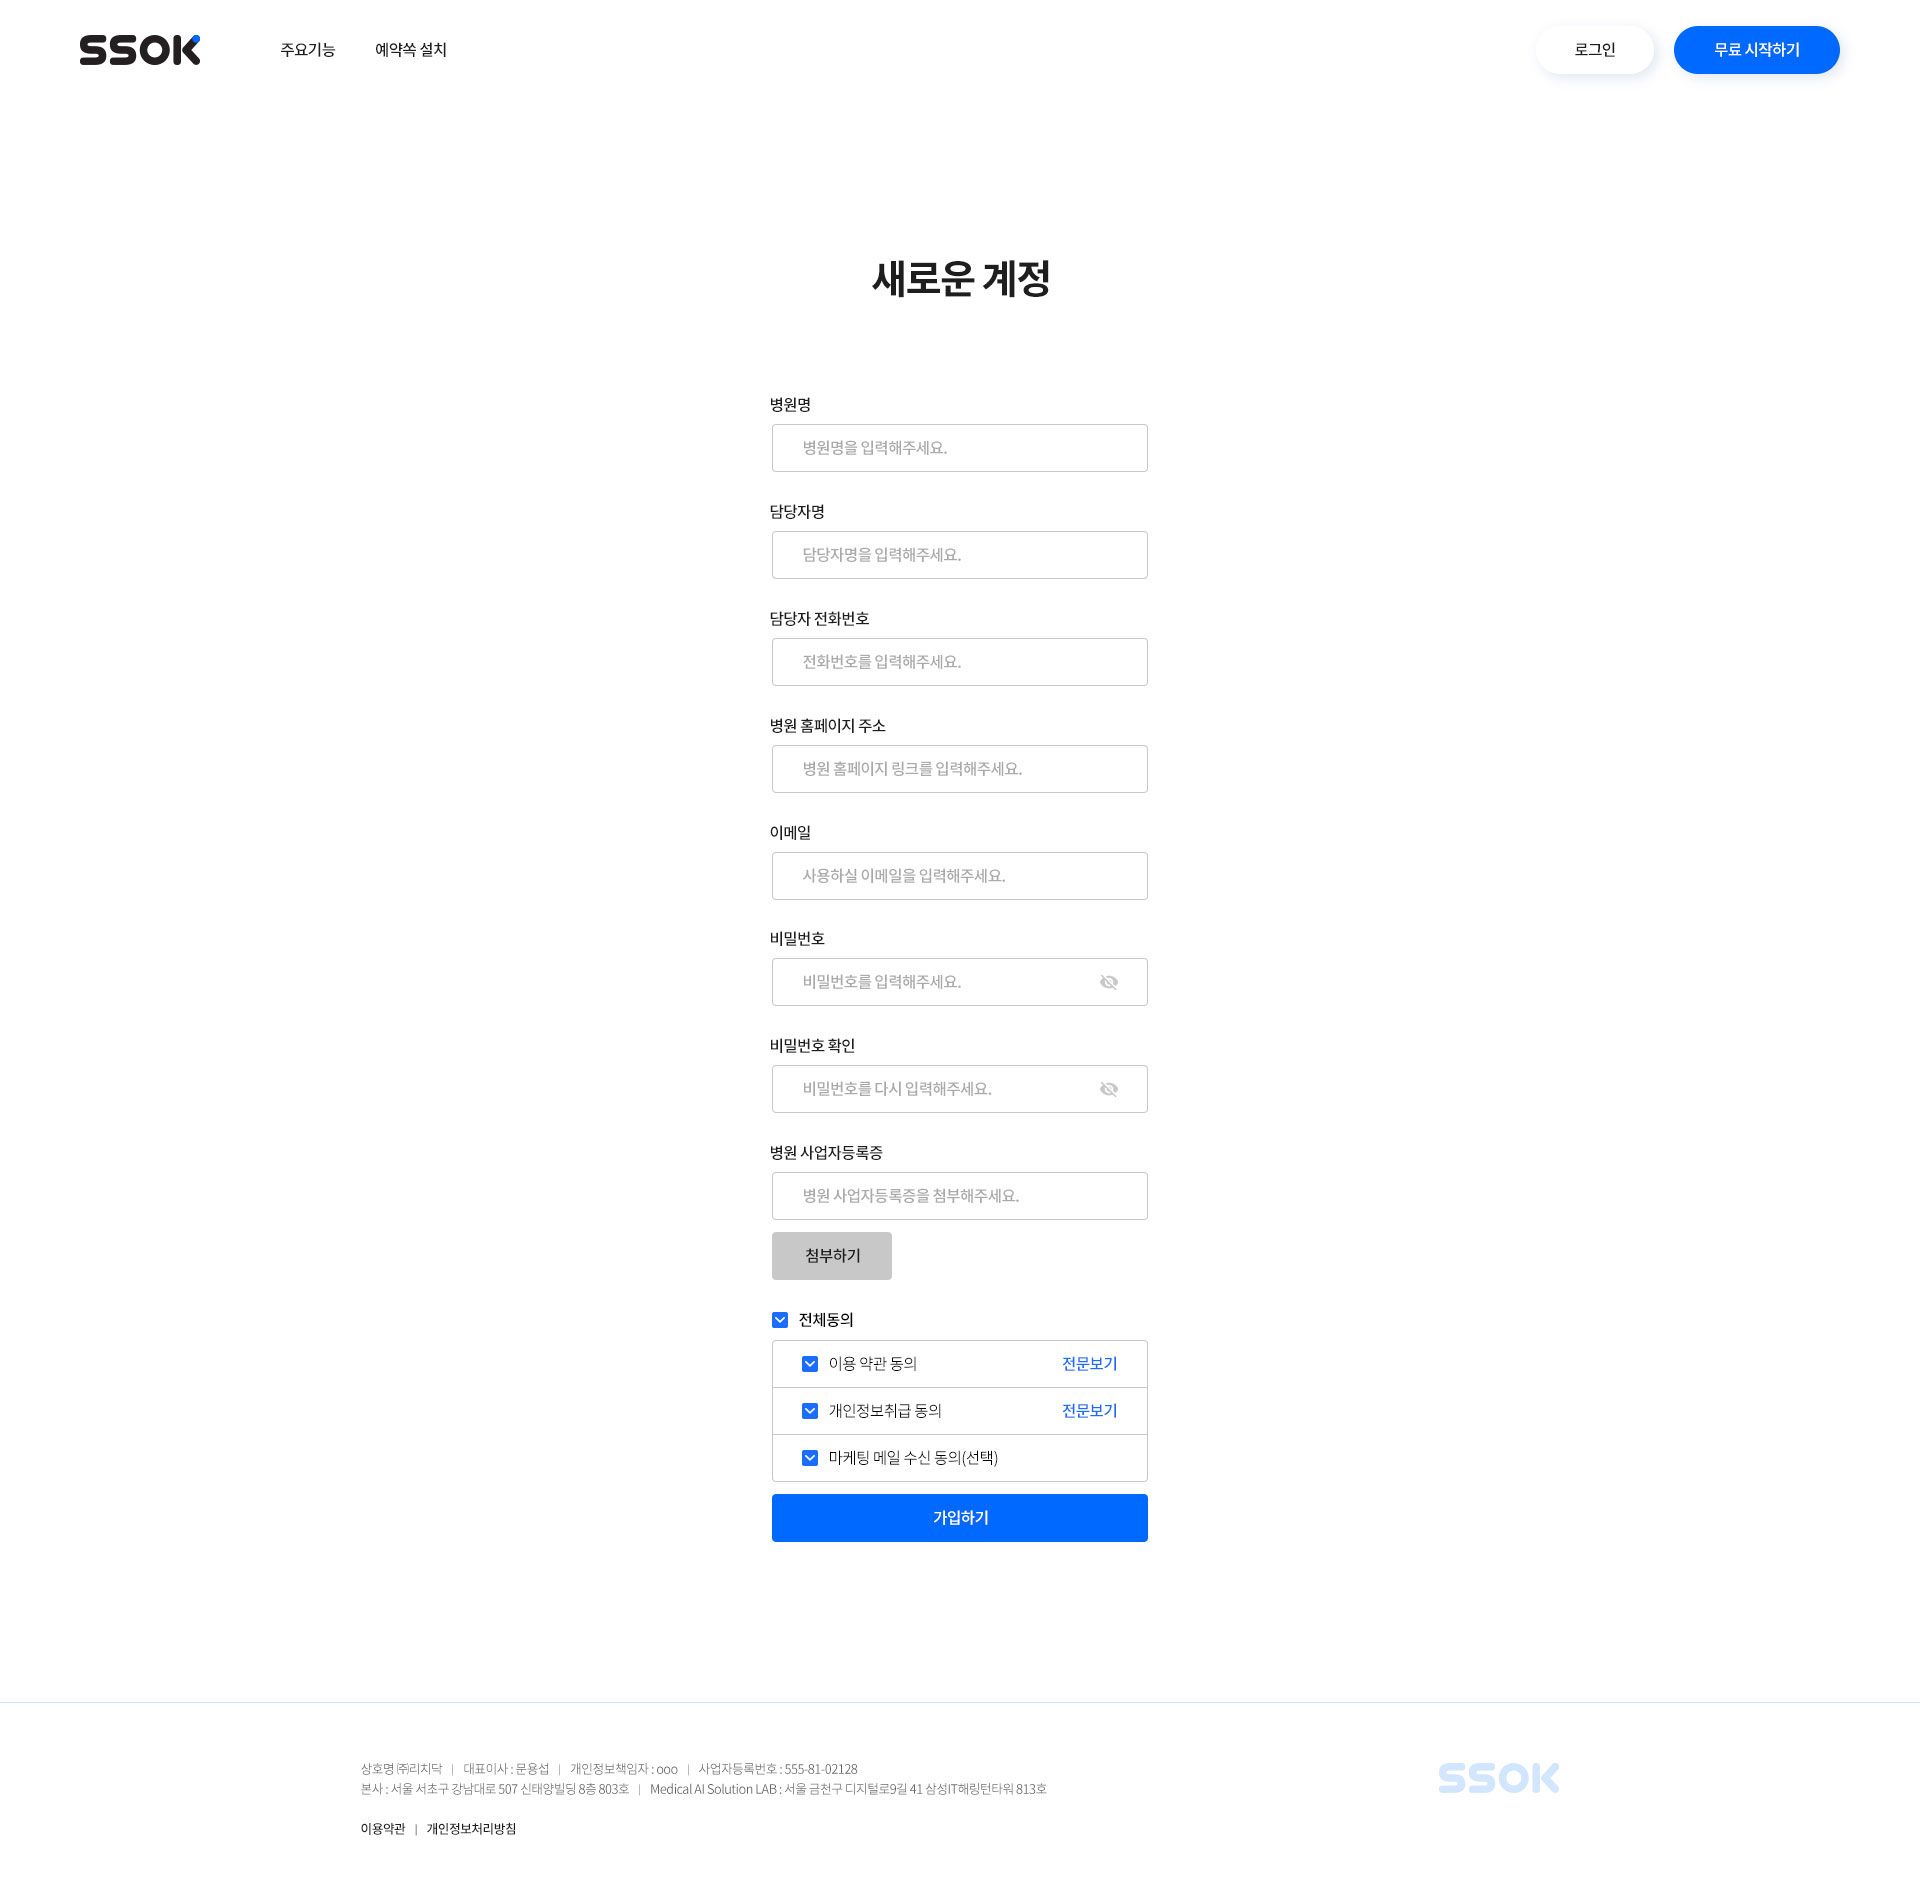 SSOK
주요기능
예약쏙 설치
로그인
무료 시작하기
새로운 계정
병원명
병원명을 입력해주세요.
담당자명
담당자명을 입력해주세요.
담당자 전화번호
전화번호를 입력해주세요.
병원 홈페이지 주소
병원 홈페이지 링크를 입력해주세요.
이메일
사용하실 이메일을 입력해주세요.
비밀번호
비밀번호를 입력해주세요.
비밀번호 확인
비밀번호를 다시 입력해주세요.
병원 사업자등록증
병원 사업자등록증을 첨부해주세요.
첨부하기
전체동의
이용 약관 동의 전문보기
개인정보취급 동의 전문보기
마케팅 메일 수신 동의(선택)
가입하기
상호명 ㈜리치닥 | 대표이사 : 문용섭 | 개인정보책임자 : ooo | 사업자등록번호 : 555-81-02128
본사 : 서울 서초구 강남대로 507 신태양빌딩 8층 803호 | Medical AI Solution LAB : 서울 금천구 디지털로9길 41 삼성IT해링턴타워 813호
이용약관 | 개인정보처리방침
SSOK